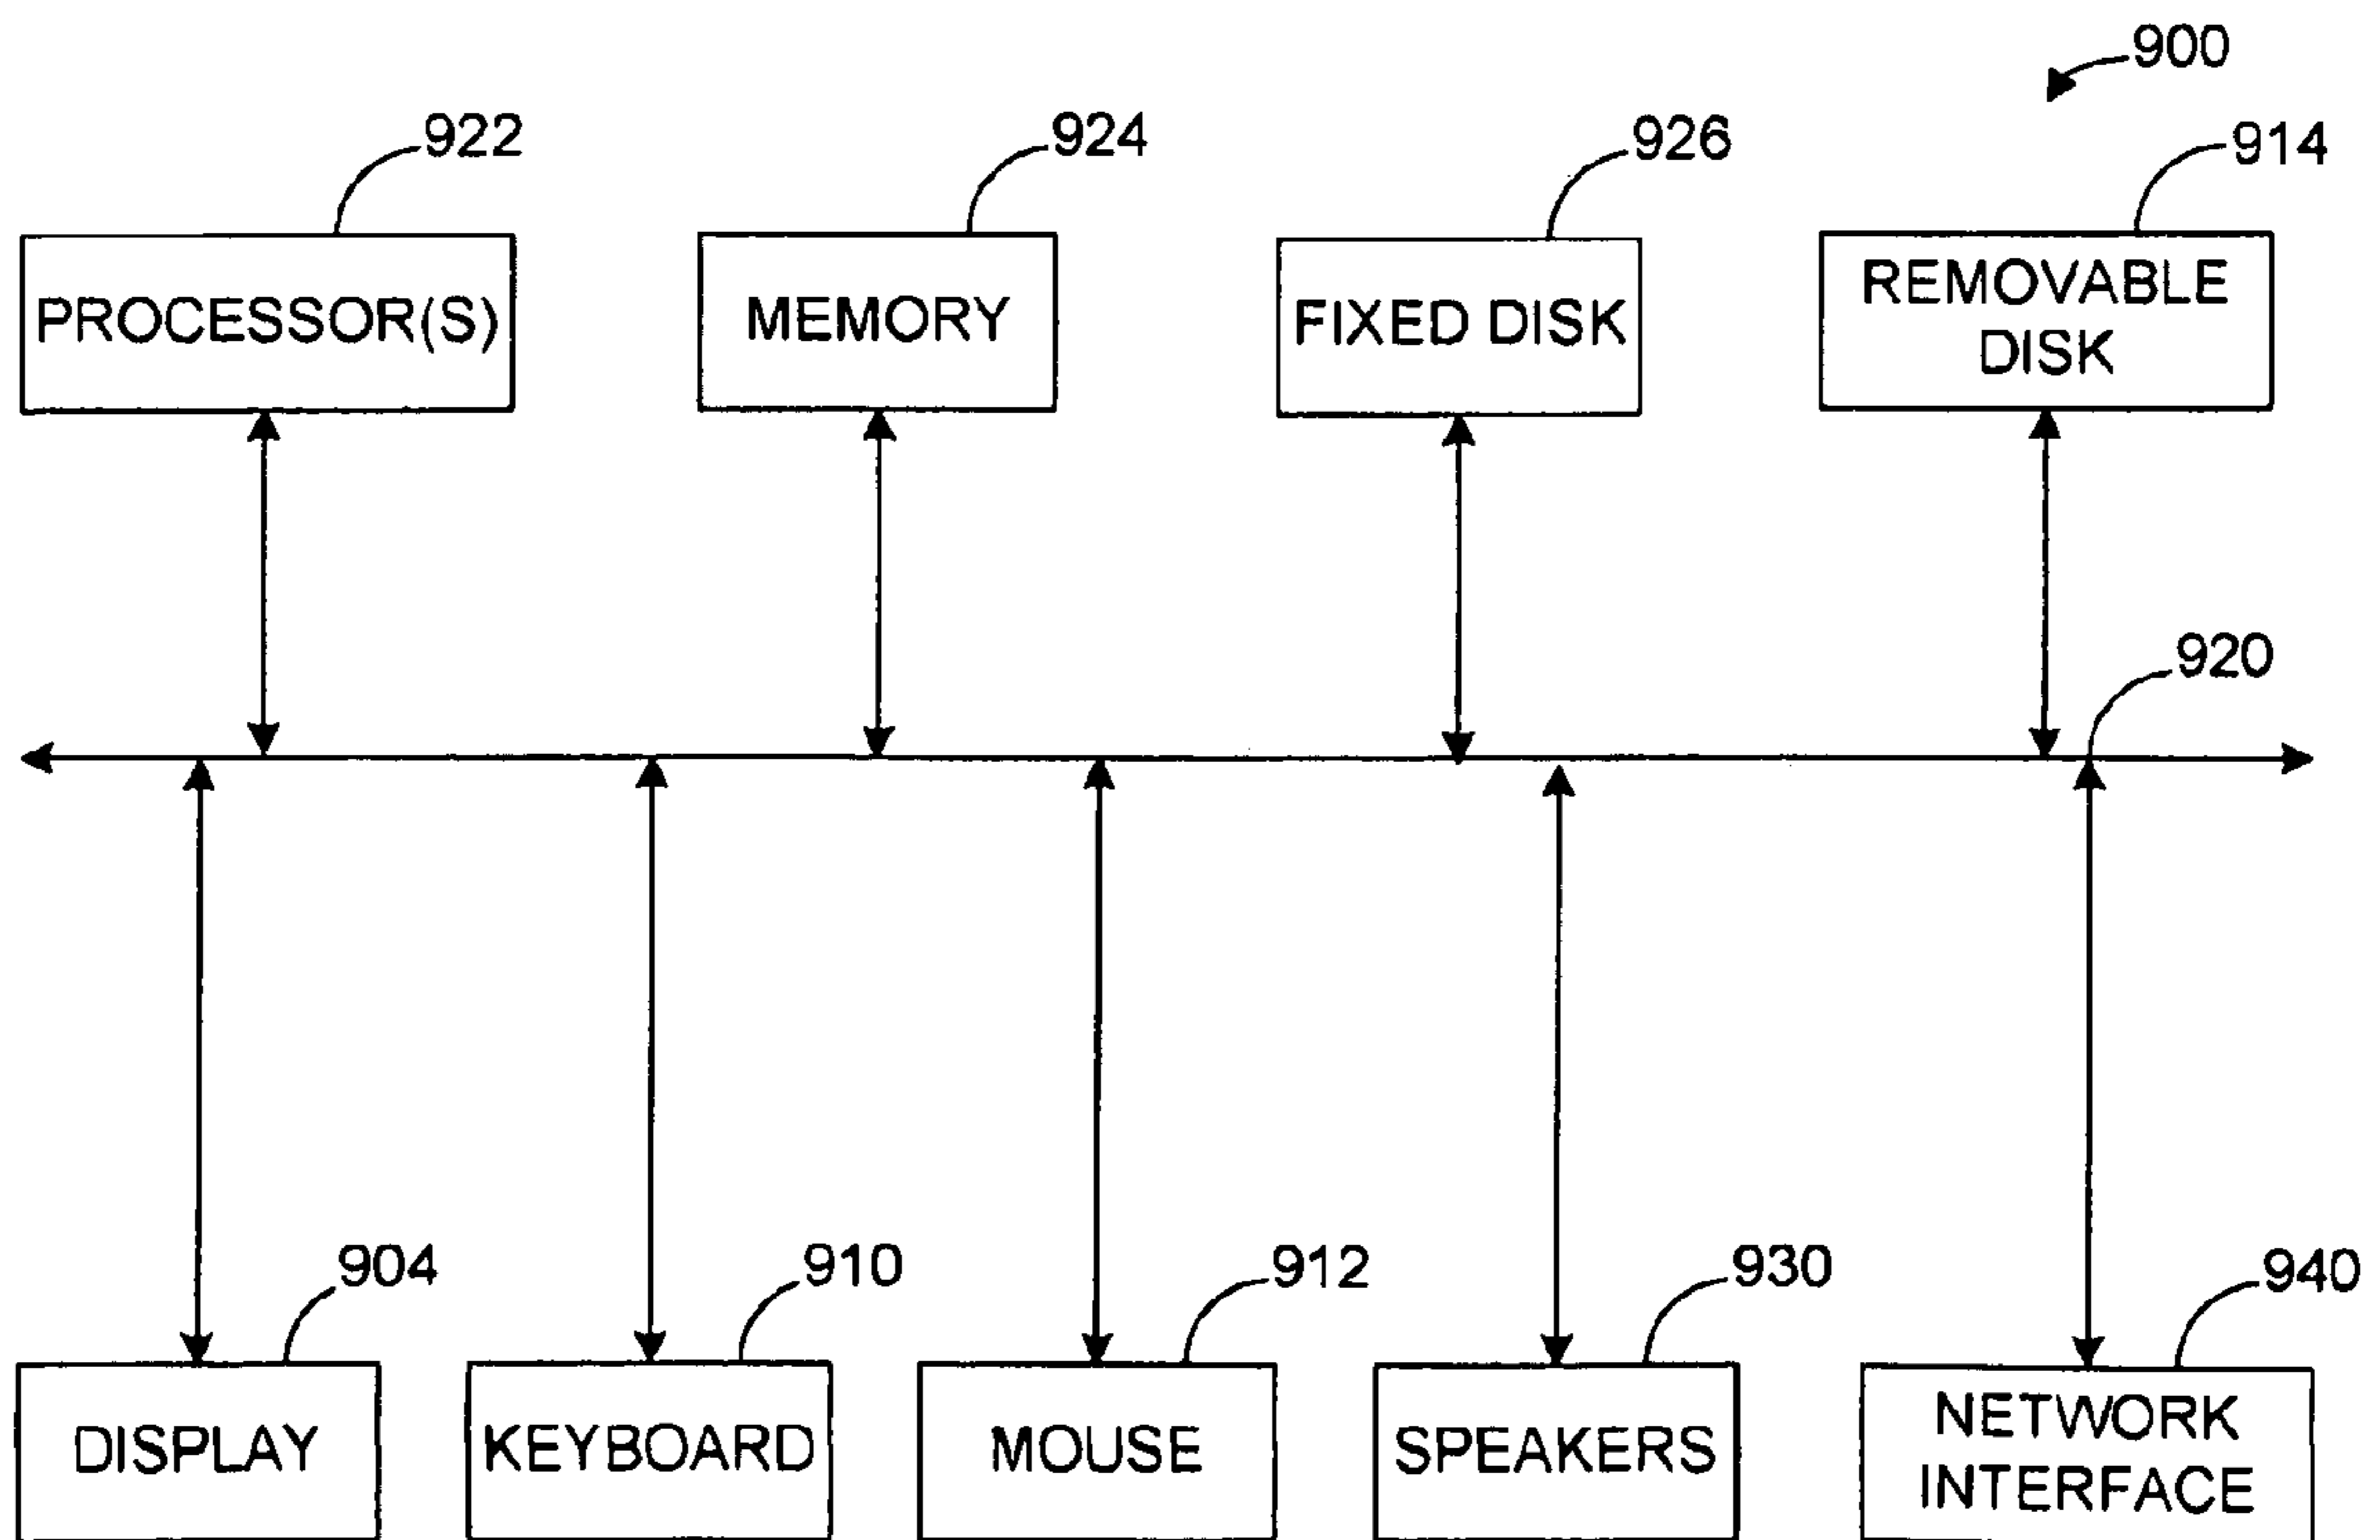 900
922
924
926
914
PROCESSOR(S)
MEMORY
FIXED DISK
REMOVABLE
DISK
920
904
910
912
930
940
DISPLAY
KEYBOARD
MOUSE
SPEAKERS
NETWORK
INTERFACE